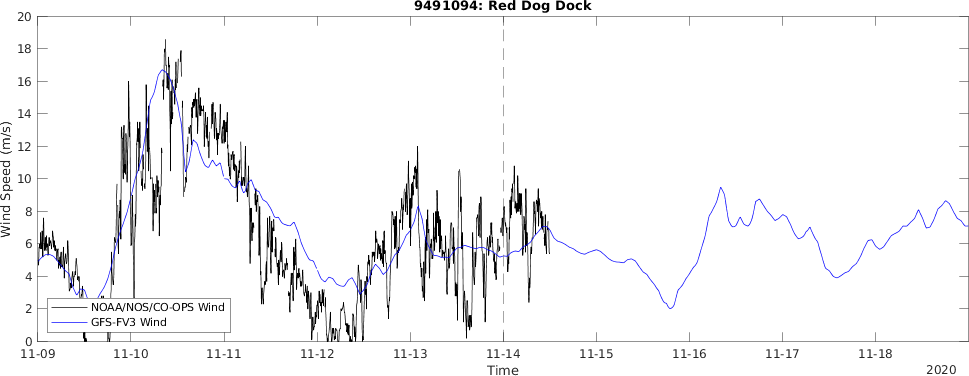 9491094: Red Dog Dock
Wind Speed (m/s)
20
18
16
14
12
10
8
6
4
2
0
NOAA/NOS/CO-OPS Wind
GFS-FV3 Wind
11-09 11-10 11-11 11-12 11-13 11-14 11-15 11-16 11-17 11-18
Time
2020